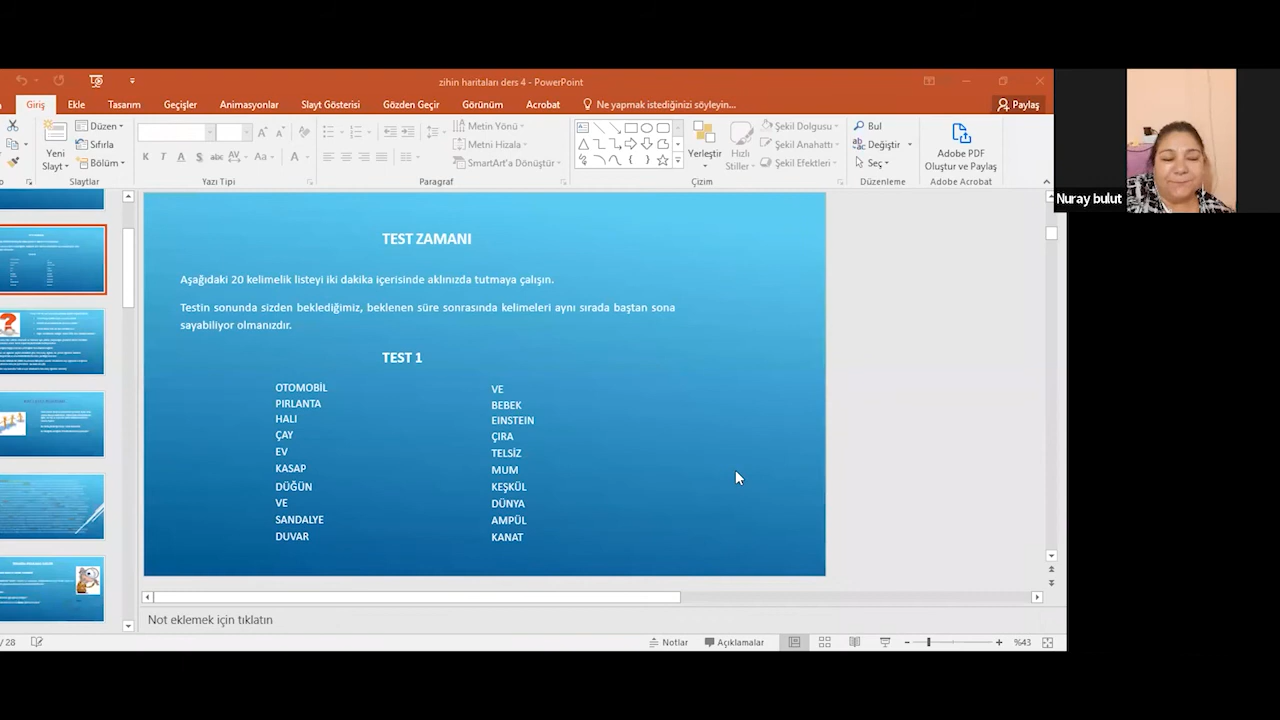 zihin haritaları ders 4 - PowerPoint
Giriş Ekle Tasarım Geçişler Animasyonlar Slayt Gösterisi Gözden Geçir Görünüm Acrobat Ne yapmak istediğinizi söyleyin... Paylaş
Yeni Slayt
Düzen
Sıfırla
Bölüm
Slaytlar
K T A S abc AV Aa A
Yazı Tipi
Metin Yönü
Metni Hizala
SmartArt'a Dönüştür
Paragraf
Yerleştir
Hızlı Stiller
Şekil Dolgusu
Şekil Anahattı
Şekil Efektleri
Çizim
Bul
Değiştir
Seç
Düzenleme
Adobe PDF
Oluştur ve Paylaş
Adobe Acrobat
Nuray bulut
TEST ZAMANI
Aşağıdaki 20 kelimelik listeyi iki dakika içerisinde aklınızda tutmaya çalışın.
Testin sonunda sizden beklediğimiz, beklenen süre sonrasında kelimeleri aynı sırada baştan sona
sayabiliyor olmanızdır.
TEST 1
OTOMOBİL
PIRLANTA
HALI
ÇAY
EV
KASAP
DÜĞÜN
VE
SANDALYE
DUVAR
VE
BEBEK
EINSTEIN
ÇIRA
TELSİZ
MUM
KEŞKÜL
DÜNYA
AMPÜL
KANAT
Not eklemek için tıklatın
/ 28 Notlar Açıklamalar %43